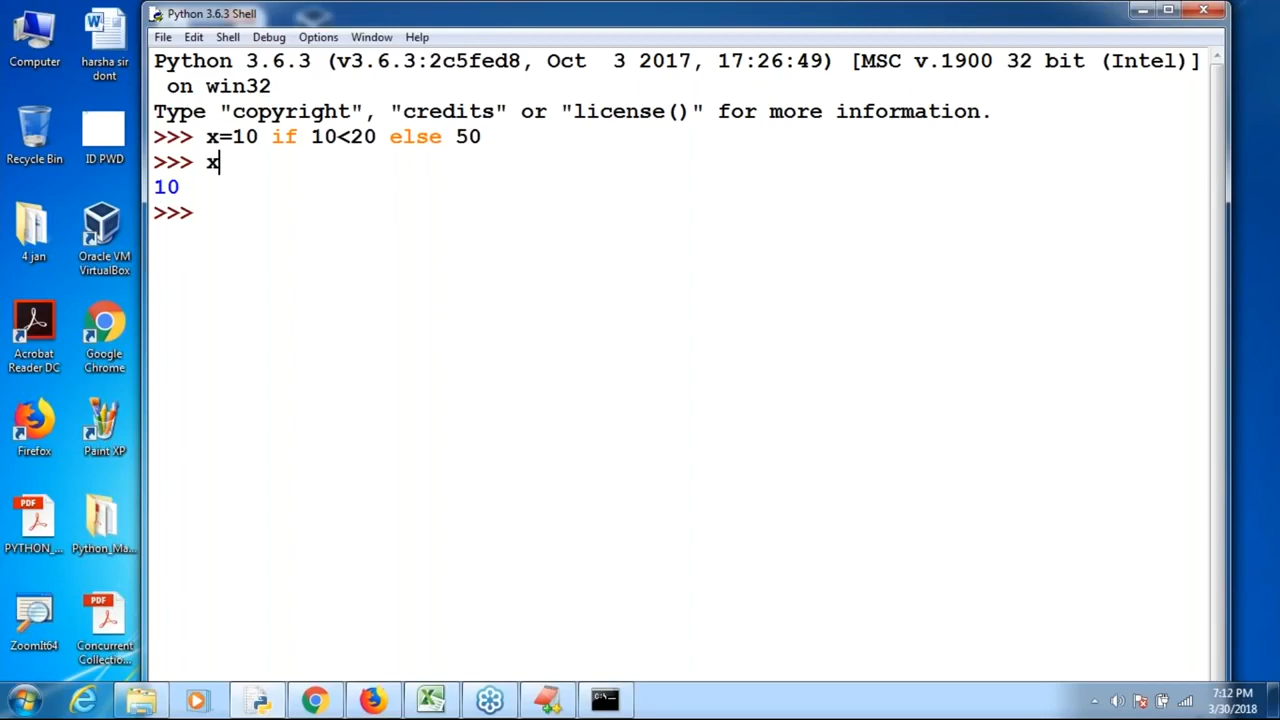 Python 3.6.3 Shell
File Edit Shell Debug Options Window Help
Python 3.6.3 (v3.6.3:2c5fed8, Oct  3 2017, 17:26:49) [MSC v.1900 32 bit (Intel)]
on win32
Type "copyright", "credits" or "license()" for more information.
>>> x=10 if 10<20 else 50
>>> x
10
>>>
Computer
harsha sir
dont
Recycle Bin
ID PWD
4 jan
Oracle VM
VirtualBox
Acrobat
Reader DC
Google
Chrome
Firefox
Paint XP
PDF
PYTHON_...
Python_Ma...
ZoomIt64
PDF
Concurrent
Collectio...
7:12 PM
3/30/2018